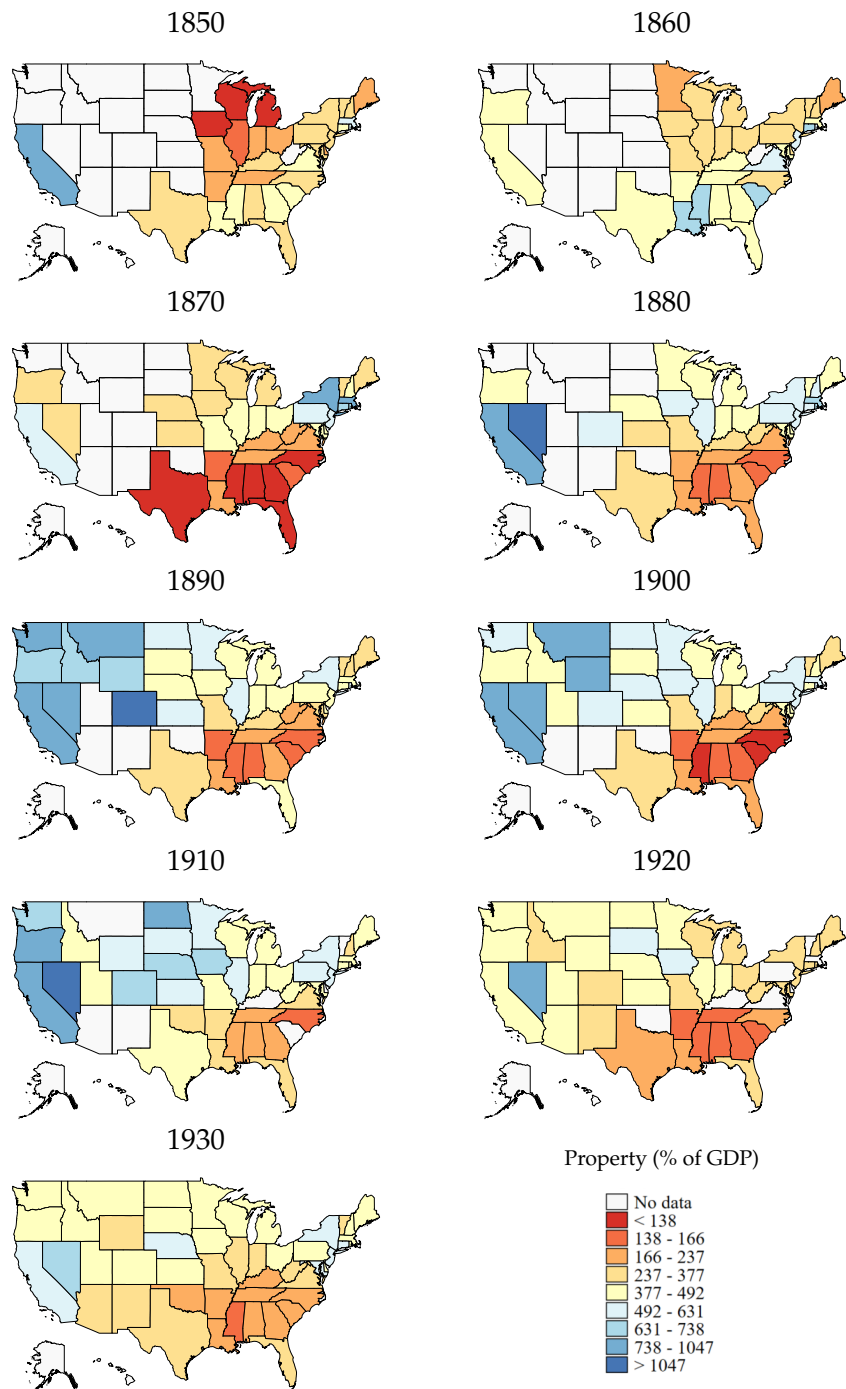 1850
1860
1870
1880
1890
1900
1910
1920
1930
Property (% of GDP)
No data
< 138
138 - 166
166 - 237
237 - 377
377 - 492
492 - 631
631 - 738
738 - 1047
> 1047